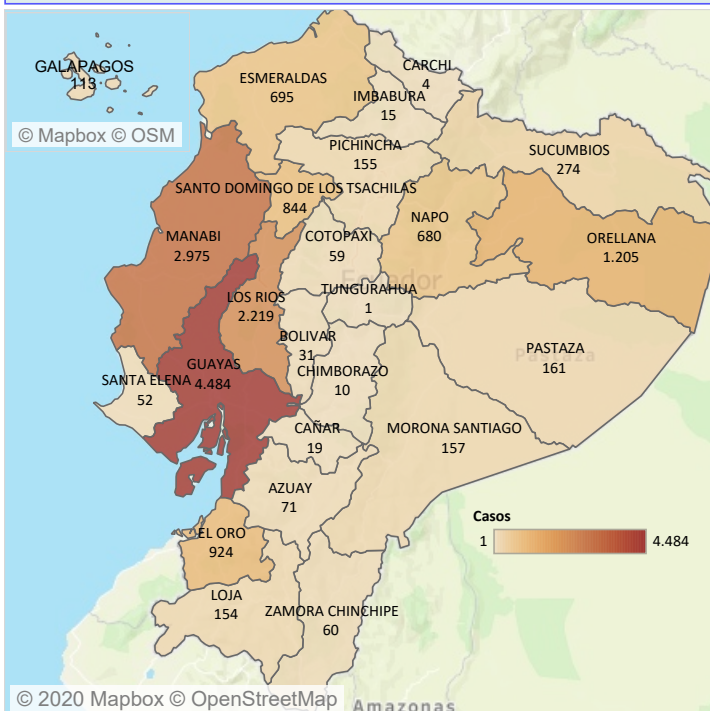 GALAPAGOS
113
© Mapbox © OSM
ESMERALDAS
695
CARCHI
4
IMBABURA
15
PICHINCHA
155
SUCUMBIOS
274
SANTO DOMINGO DE LOS TSACHILAS
844
NAPO
680
ORELLANA
1.205
MANABI
2.975
COTOPAXI
59
Ecuador
TUNGURAHUA
1
LOS RIOS
2.219
BOLIVAR
31
PASTAZA
Pastaza
161
GUAYAS
4.484
CHIMBORAZO
10
SANTA ELENA
52
CAÑAR
19
MORONA SANTIAGO
157
AZUAY
71
Casos
1
4.484
EL ORO
924
LOJA
154
ZAMORA CHINCHIPE
60
© 2020 Mapbox © OpenStreetMap
Amazonas